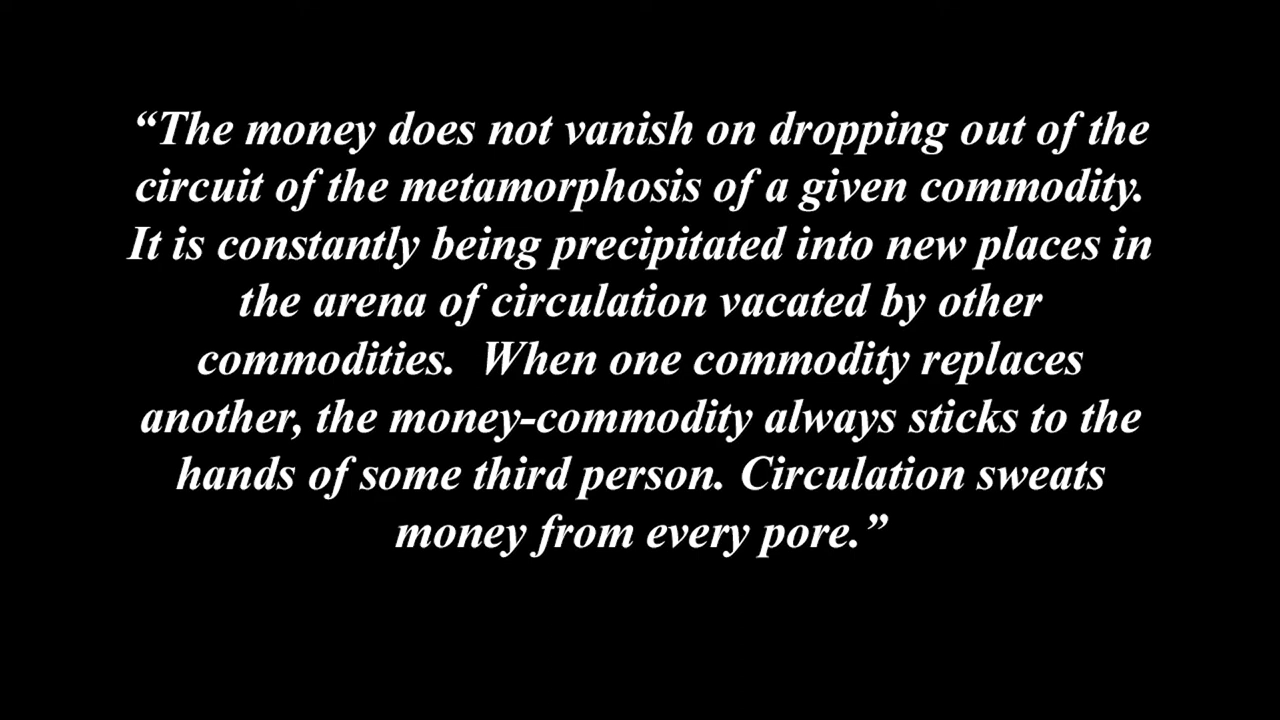 “The money does not vanish on dropping out of the
circuit of the metamorphosis of a given commodity.
It is constantly being precipitated into new places in
the arena of circulation vacated by other
commodities.  When one commodity replaces
another, the money-commodity always sticks to the
hands of some third person. Circulation sweats
money from every pore.”